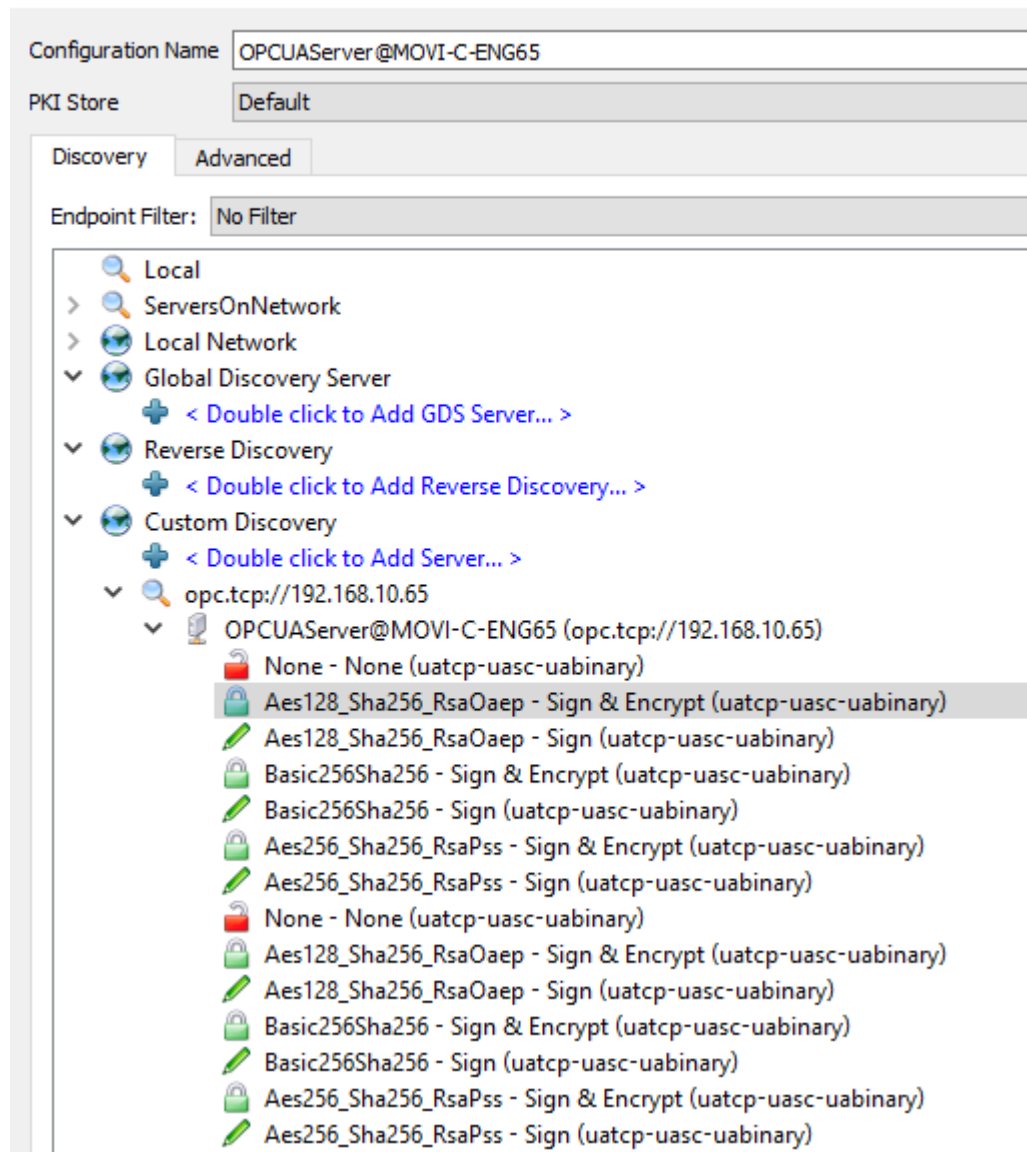 Configuration Name OPCUAServer@MOVI-C-ENG65
PKI Store Default
Discovery Advanced
Endpoint Filter: No Filter
Local
ServersOnNetwork
Local Network
Global Discovery Server
< Double click to Add GDS Server... >
Reverse Discovery
< Double click to Add Reverse Discovery... >
Custom Discovery
< Double click to Add Server... >
opc.tcp://192.168.10.65
OPCUAServer@MOVI-C-ENG65 (opc.tcp://192.168.10.65)
None - None (uatcp-uasc-uabinary)
Aes128_Sha256_RsaOaep - Sign & Encrypt (uatcp-uasc-uabinary)
Aes128_Sha256_RsaOaep - Sign (uatcp-uasc-uabinary)
Basic256Sha256 - Sign & Encrypt (uatcp-uasc-uabinary)
Basic256Sha256 - Sign (uatcp-uasc-uabinary)
Aes256_Sha256_RsaPss - Sign & Encrypt (uatcp-uasc-uabinary)
Aes256_Sha256_RsaPss - Sign (uatcp-uasc-uabinary)
None - None (uatcp-uasc-uabinary)
Aes128_Sha256_RsaOaep - Sign & Encrypt (uatcp-uasc-uabinary)
Aes128_Sha256_RsaOaep - Sign (uatcp-uasc-uabinary)
Basic256Sha256 - Sign & Encrypt (uatcp-uasc-uabinary)
Basic256Sha256 - Sign (uatcp-uasc-uabinary)
Aes256_Sha256_RsaPss - Sign & Encrypt (uatcp-uasc-uabinary)
Aes256_Sha256_RsaPss - Sign (uatcp-uasc-uabinary)